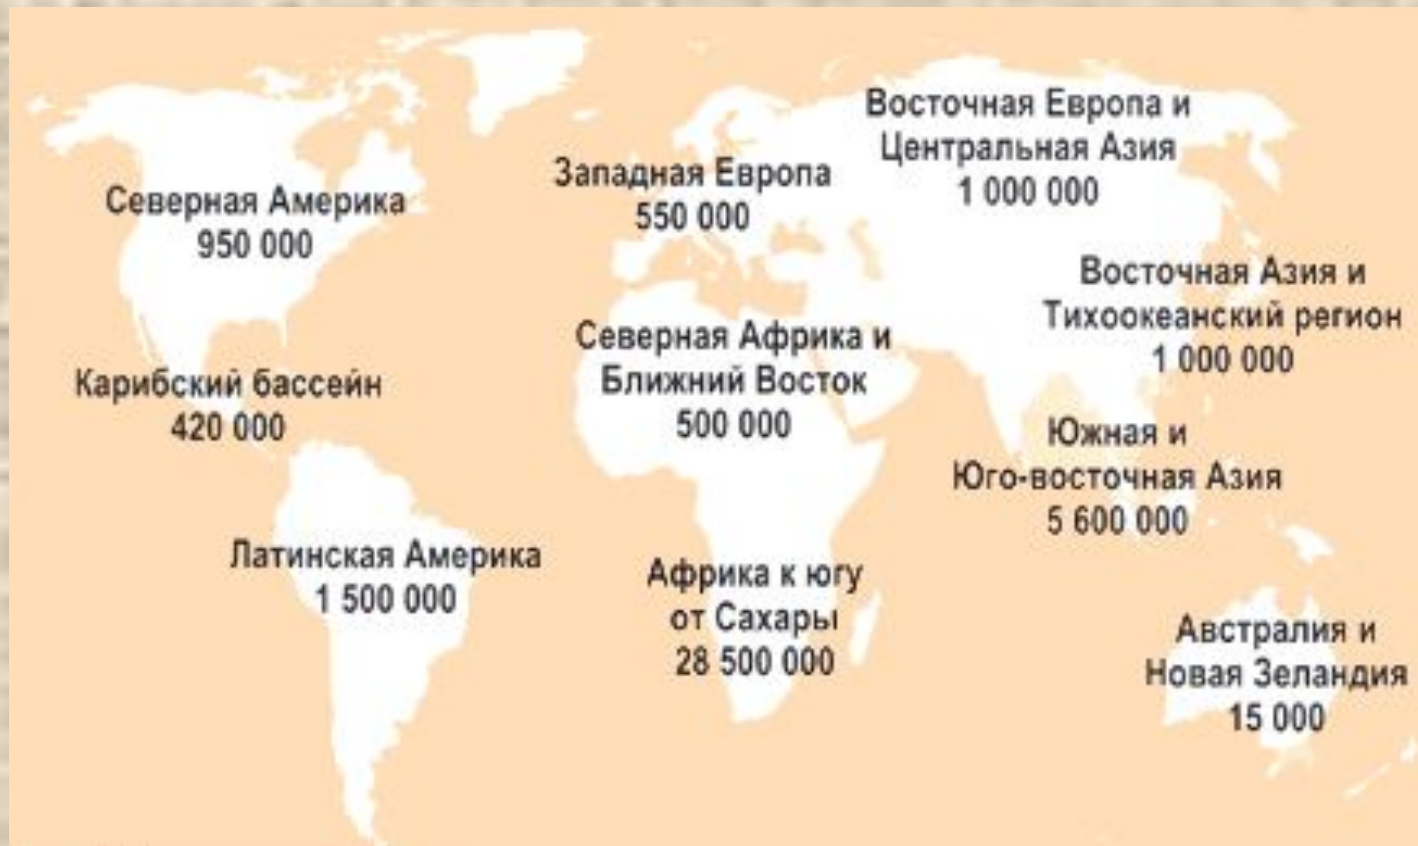 Восточная Европа и
Центральная Азия
1 000 000
Западная Европа
550 000
Северная Америка
950 000
Восточная Азия и
Тихоокеанский регион
1 000 000
Северная Африка и
Ближний Восток
500 000
Карибский бассейн
420 000
Южная и
Юго-восточная Азия
5 600 000
Латинская Америка
1 500 000
Африка к югу
от Сахары
28 500 000
Австралия и
Новая Зеландия
15 000